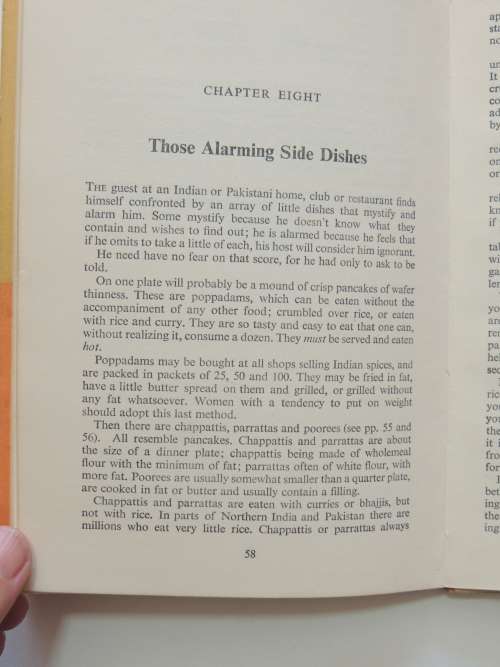 CHAPTER EIGHT
Those Alarming Side Dishes
THE guest at an Indian or Pakistani home, club or restaurant finds
himself confronted by an array of little dishes that mystify and
alarm him. Some mystify because he doesn't know what they
contain and wishes to find out; he is alarmed because he feels that
if he omits to take a little of each, his host will consider him ignorant.
He need have no fear on that score, for he had only to ask to be
told.
On one plate will probably be a mound of crisp pancakes of wafer
thinness. These are poppadams, which can be eaten without the
accompaniment of any other food; crumbled over rice, or eaten
with rice and curry. They are so tasty and easy to eat that one can,
without realizing it, consume a dozen. They must be served and eaten
hot.
Poppadams may be bought at all shops selling Indian spices, and
are packed in packets of 25, 50 and 100. They may be fried in fat,
have a little butter spread on them and grilled, or grilled without
any fat whatsoever. Women with a tendency to put on weight
should adopt this last method.
Then there are chappattis, parrattas and poorees (see pp. 55 and
56). All resemble pancakes. Chappattis and parrattas are about
the size of a dinner plate; chappattis being made of wholemeal
flour with the minimum of fat; parrattas often of white flour, with
more fat. Poorees are usually somewhat smaller than a quarter plate,
are cooked in fat or butter and usually contain a filling.
Chappattis and parrattas are eaten with curries or bhajjis, but
not with rice. In parts of Northern India and Pakistan there are
millions who eat very little rice. Chappattis or parrattas always
58